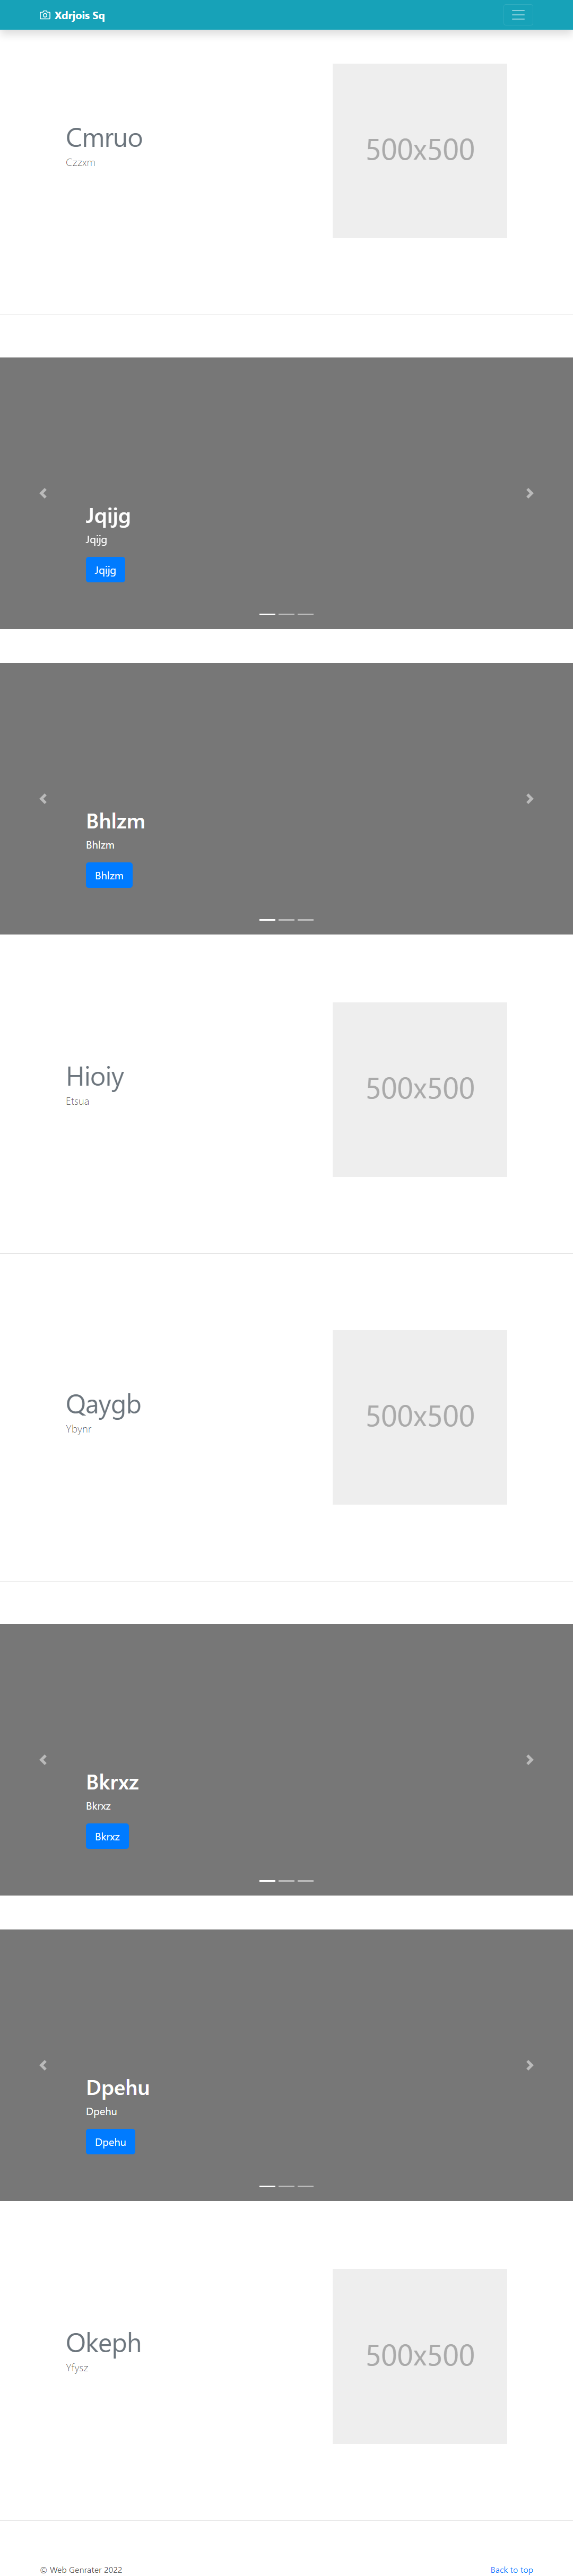 Xdrjois Sq
Cmruo
Czzxm
500x500
Jqijg
Jqijg
Jqijg
Bhlzm
Bhlzm
Bhlzm
Hioiy
Etsua
500x500
Qaygb
Ybynr
500x500
Bkrxz
Bkrxz
Bkrxz
Dpehu
Dpehu
Dpehu
Okeph
Yfysz
500x500
© Web Genrater 2022
Back to top